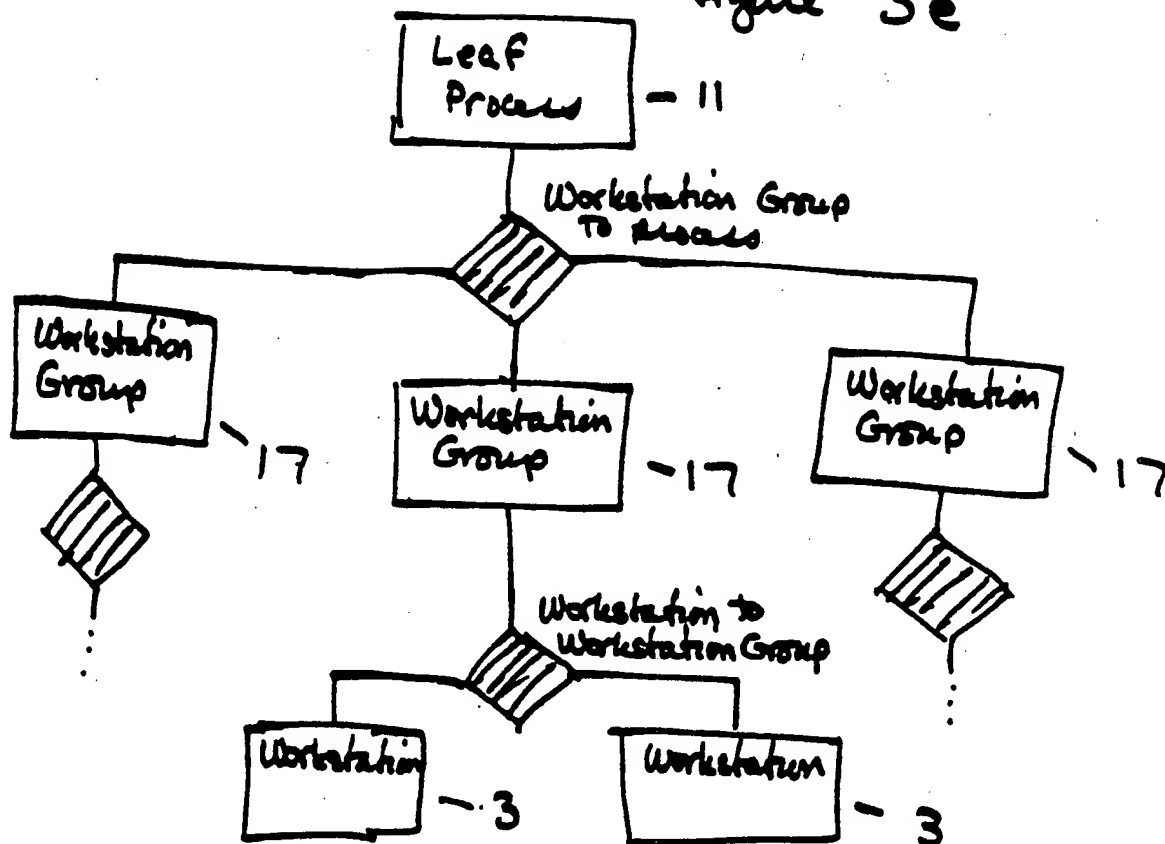 Figure 3e
Leaf
Process
- 11
Workstation Group
To Process
Workstation
Group
17
Workstation
Group
17
Workstation
Group
17
Workstation to
Workstation Group
Workstation
3
Workstation
3